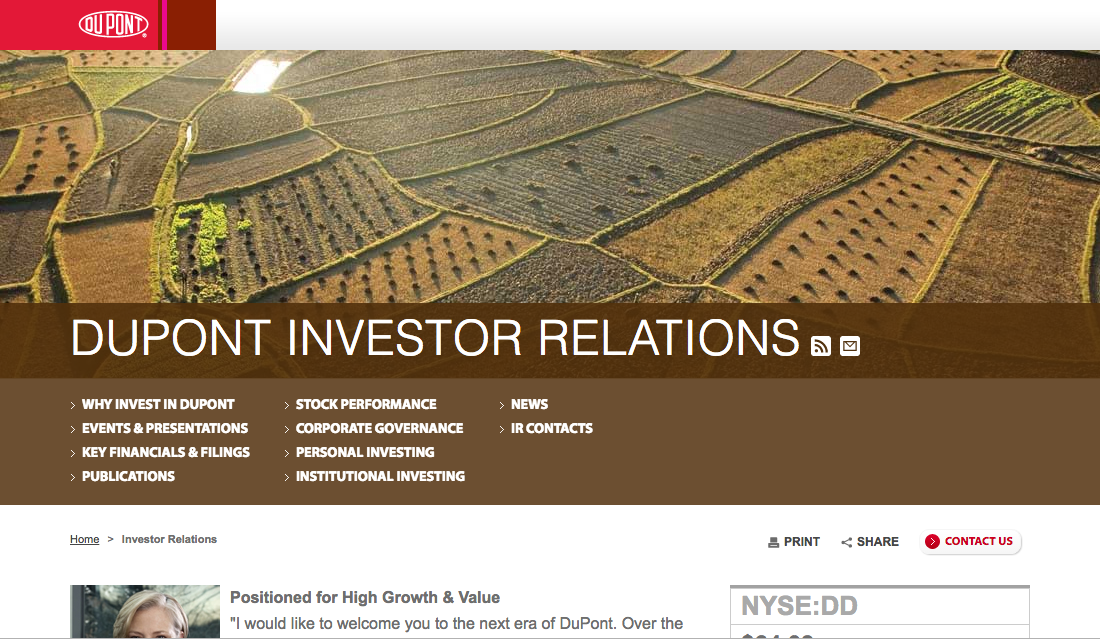 DU PONT
DUPONT INVESTOR RELATIONS
WHY INVEST IN DUPONT
EVENTS & PRESENTATIONS
KEY FINANCIALS & FILINGS
PUBLICATIONS
STOCK PERFORMANCE
CORPORATE GOVERNANCE
PERSONAL INVESTING
INSTITUTIONAL INVESTING
NEWS
IR CONTACTS
Home > Investor Relations
PRINT
SHARE
CONTACT US
Positioned for High Growth & Value
"I would like to welcome you to the next era of DuPont. Over the
NYSE:DD